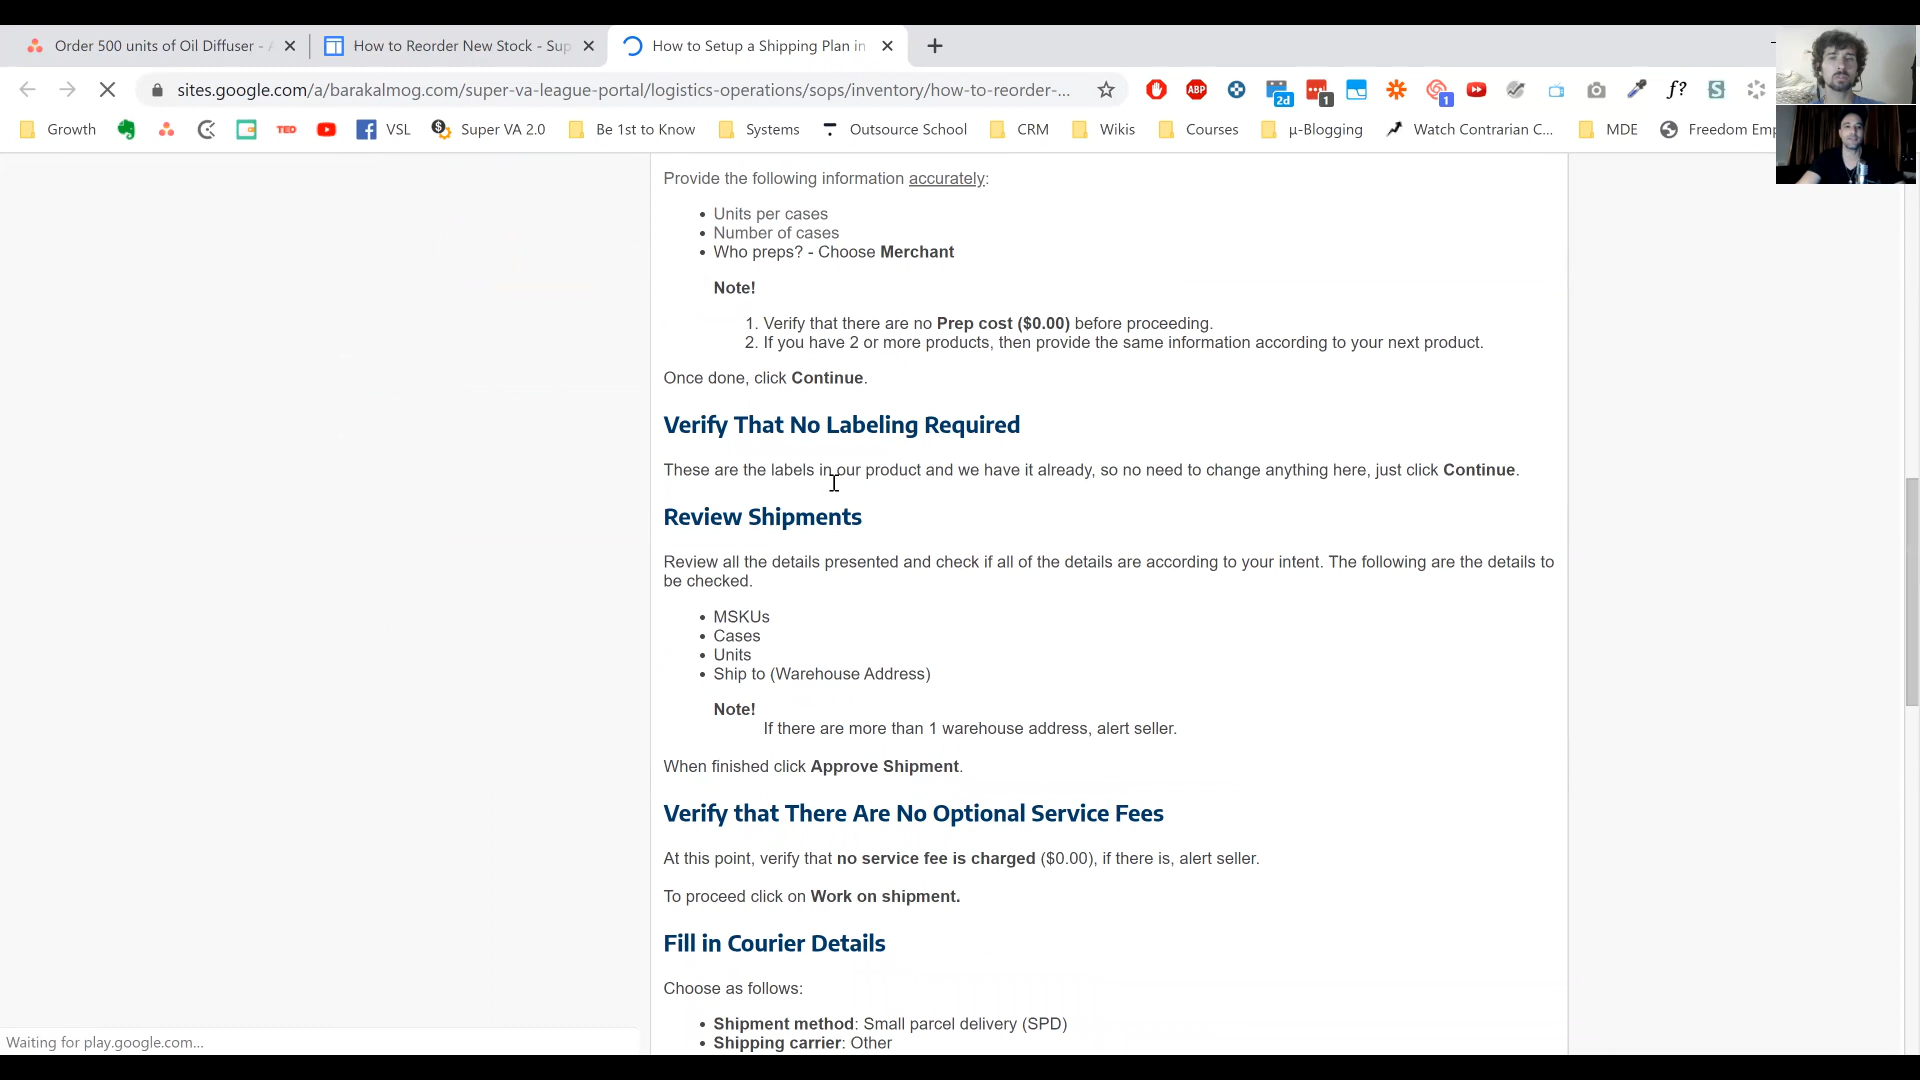 Order 500 units of Oil Diffuser - A
How to Reorder New Stock - Sup
How to Setup a Shipping Plan in
sites.google.com/a/barakalmog.com/super-va-league-portal/logistics-operations/sops/inventory/how-to-reorder-...
ABP
2d
1
1
f?
S
Growth
TED
VSL
Super VA 2.0
Be 1st to Know
Systems
Outsource School
CRM
Wikis
Courses
µ-Blogging
Watch Contrarian C...
MDE
Freedom Emp
Provide the following information accurately:
• Units per cases
• Number of cases
• Who preps? - Choose Merchant
Note!
1. Verify that there are no Prep cost ($0.00) before proceeding.
2. If you have 2 or more products, then provide the same information according to your next product.
Once done, click Continue.
Verify That No Labeling Required
These are the labels in our product and we have it already, so no need to change anything here, just click Continue.
Review Shipments
Review all the details presented and check if all of the details are according to your intent. The following are the details to
be checked.
• MSKUs
• Cases
• Units
• Ship to (Warehouse Address)
Note!
If there are more than 1 warehouse address, alert seller.
When finished click Approve Shipment.
Verify that There Are No Optional Service Fees
At this point, verify that no service fee is charged ($0.00), if there is, alert seller.
To proceed click on Work on shipment.
Fill in Courier Details
Choose as follows:
• Shipment method: Small parcel delivery (SPD)
• Shipping carrier: Other
Waiting for play.google.com...